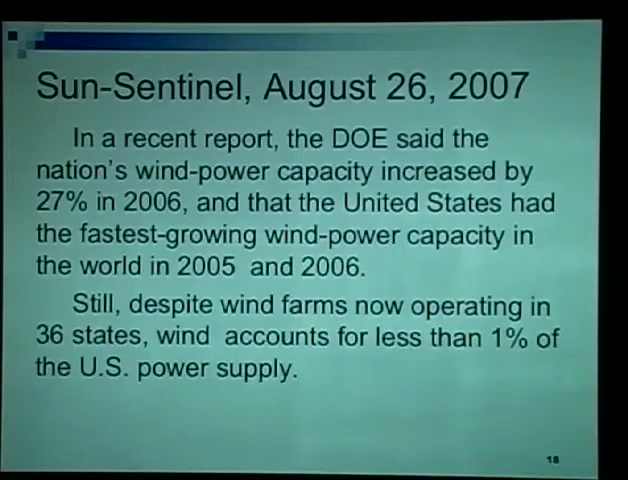 Sun-Sentinel, August 26, 2007
In a recent report, the DOE said the
nation's wind-power capacity increased by
27% in 2006, and that the United States had
the fastest-growing wind-power capacity in
the world in 2005 and 2006.
Still, despite wind farms now operating in
36 states, wind accounts for less than 1% of
the U.S. power supply.
18